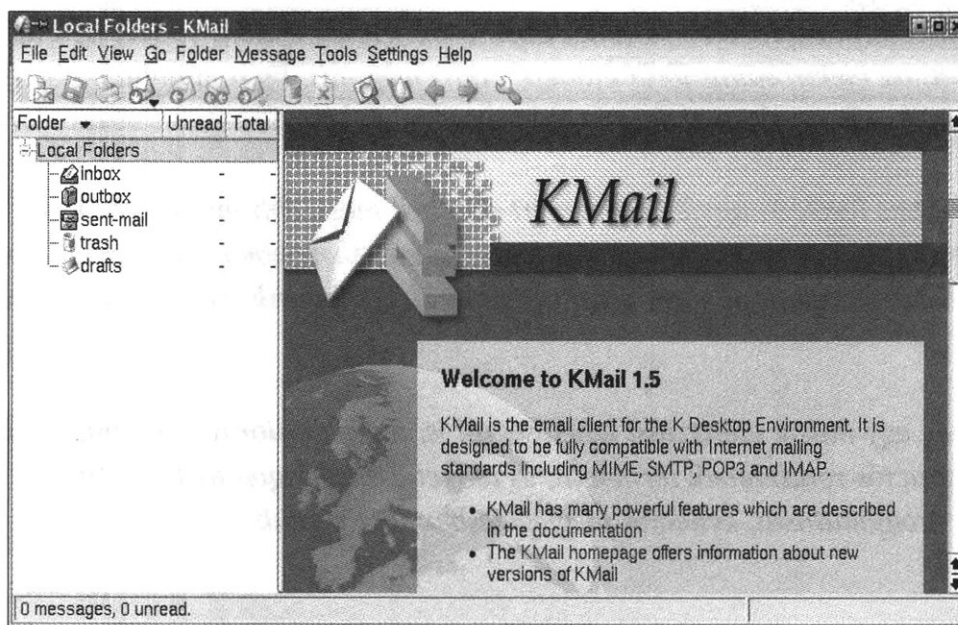 Local Folders - KMail
File Edit View Go Folder Message Tools Settings Help
Folder Unread Total
Local Folders
inbox - -
outbox - -
sent-mail - -
trash - -
drafts - -
KMail
Welcome to KMail 1.5
KMail is the email client for the K Desktop Environment. It is
designed to be fully compatible with Internet mailing
standards including MIME, SMTP, POP3 and IMAP.
• KMail has many powerful features which are described
in the documentation
• The KMail homepage offers information about new
versions of KMail
0 messages, 0 unread.